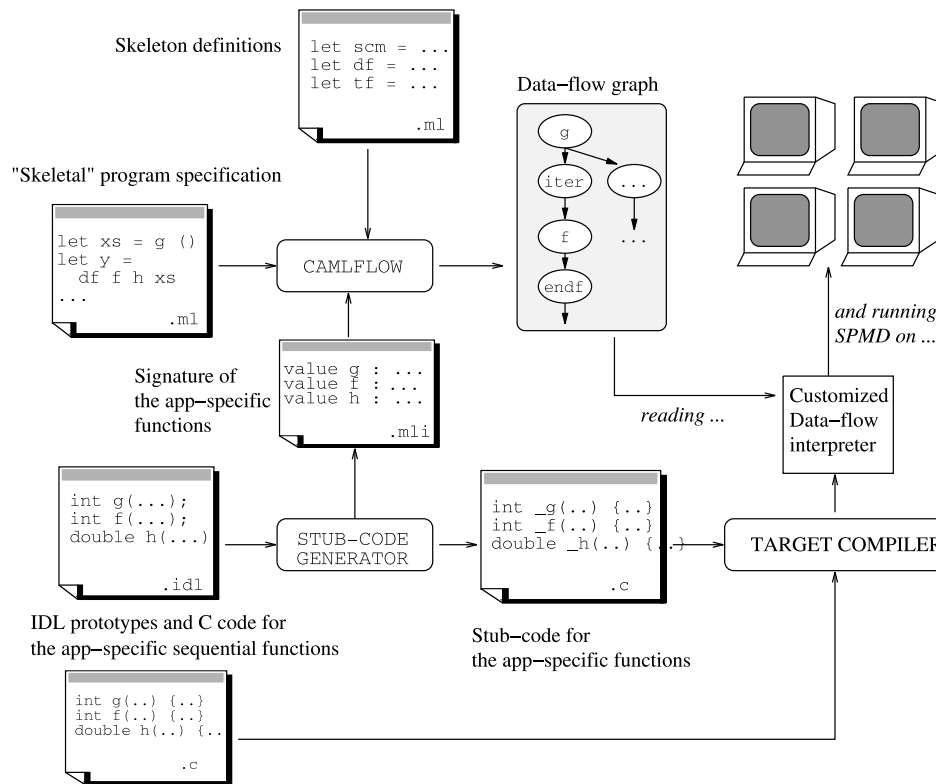 Skeleton definitions
let scm = ...
let df = ...
let tf = ...
.ml
"Skeletal" program specification
let xs = g ()
let y =
df f h xs
...
.ml
CAMLFLOW
Data-flow graph
g
iter
...
f
...
endf
and running
SPMD on ...
Signature of
the app-specific
functions
value g : ...
value f : ...
value h : ...
.mli
reading ...
Customized
Data-flow
interpreter
int g(...);
int f(...);
double h(...)
.idl
STUB-CODE
GENERATOR
int _g(..) {..}
int _f(..) {..}
double _h(..) {..}
.c
TARGET COMPILER
IDL prototypes and C code for
the app-specific sequential functions
Stub-code for
the app-specific functions
int g(..) {..}
int f(..) {..}
double h(..) {..
.c